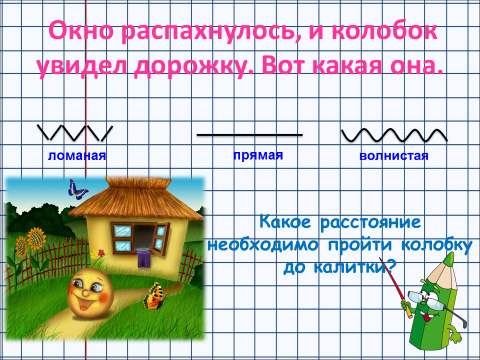 Окно распахнулось, и колобок
увидел дорожку. Вот какая она.
ломаная
прямая
волнистая
Какое расстояние
необходимо пройти колобку
до калитки?